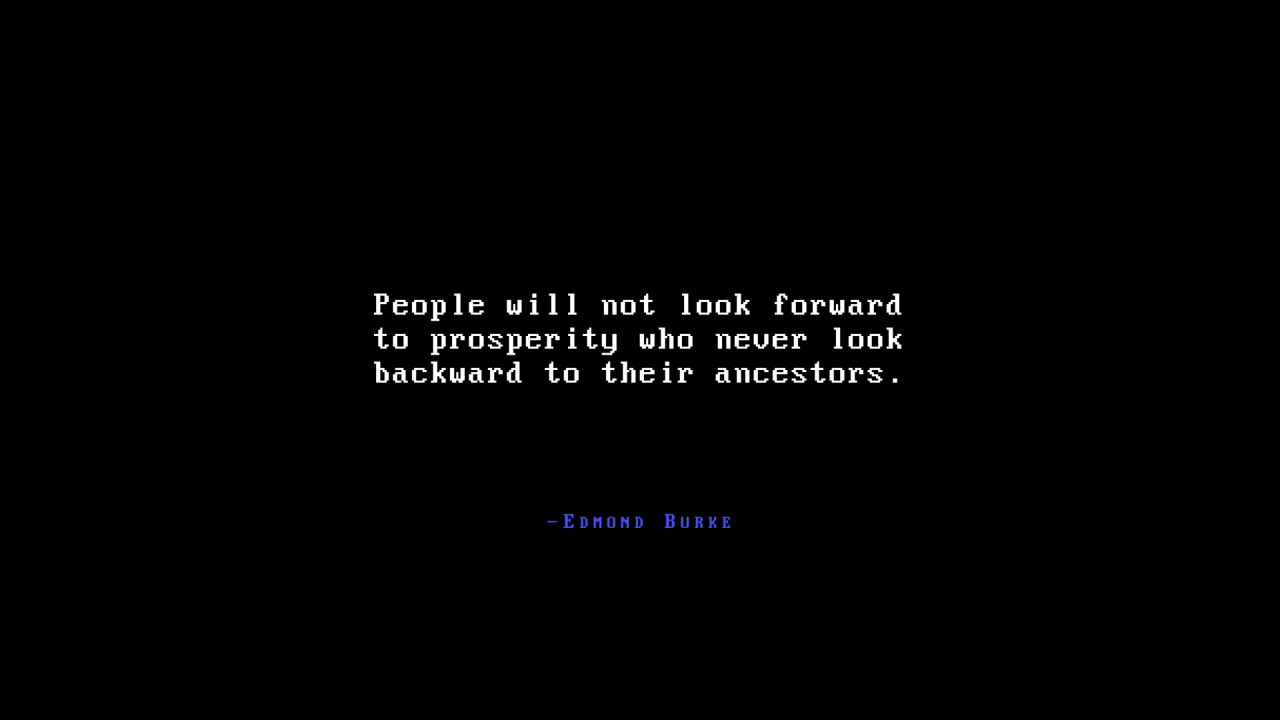 People will not look forward
to prosperity who never look
backward to their ancestors.
-Edmond Burke